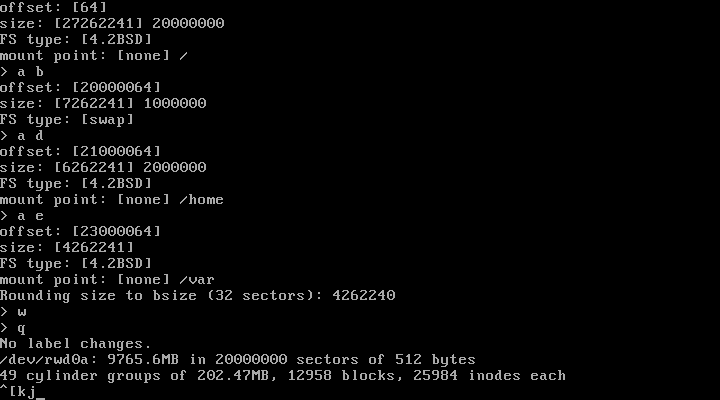 offset: [64]
size: [27262241] 20000000
FS type: [4.2BSD]
mount point: [none] /
> a b
offset: [20000064]
size: [7262241] 1000000
FS type: [swap]
> a d
offset: [21000064]
size: [6262241] 2000000
FS type: [4.2BSD]
mount point: [none] /home
> a e
offset: [23000064]
size: [4262241]
FS type: [4.2BSD]
mount point: [none] /var
Rounding size to bsize (32 sectors): 4262240
> w
> q
No label changes.
/dev/rwd0a: 9765.6MB in 20000000 sectors of 512 bytes
49 cylinder groups of 202.47MB, 12958 blocks, 25984 inodes each
^[kj_